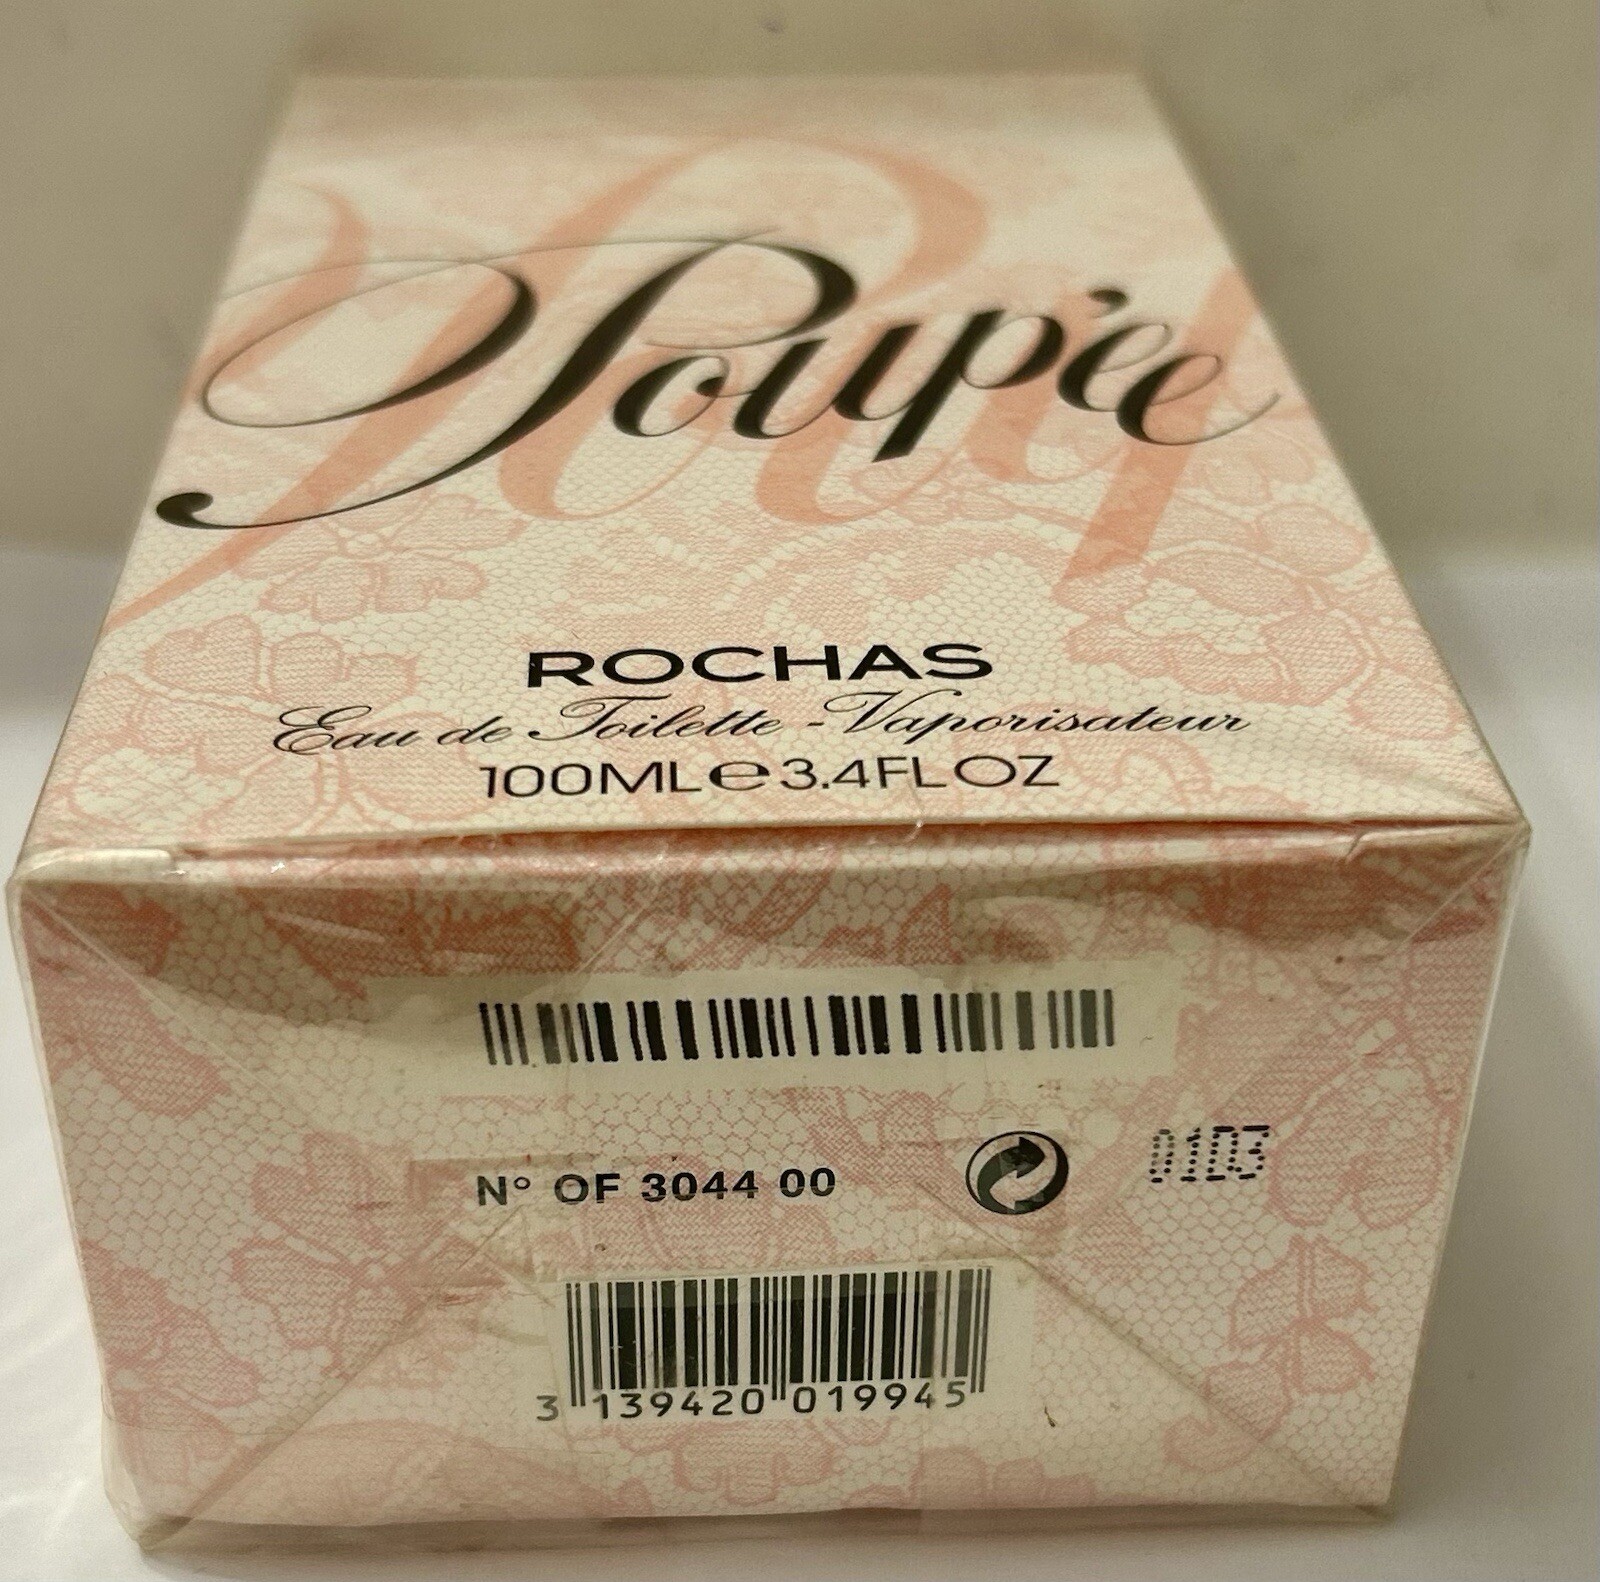 Poupée
ROCHAS
Eau de Toilette - Vaporisateur
100ML e 3.4FL OZ
N° OF 3044 00
01D3
3 139420 019945